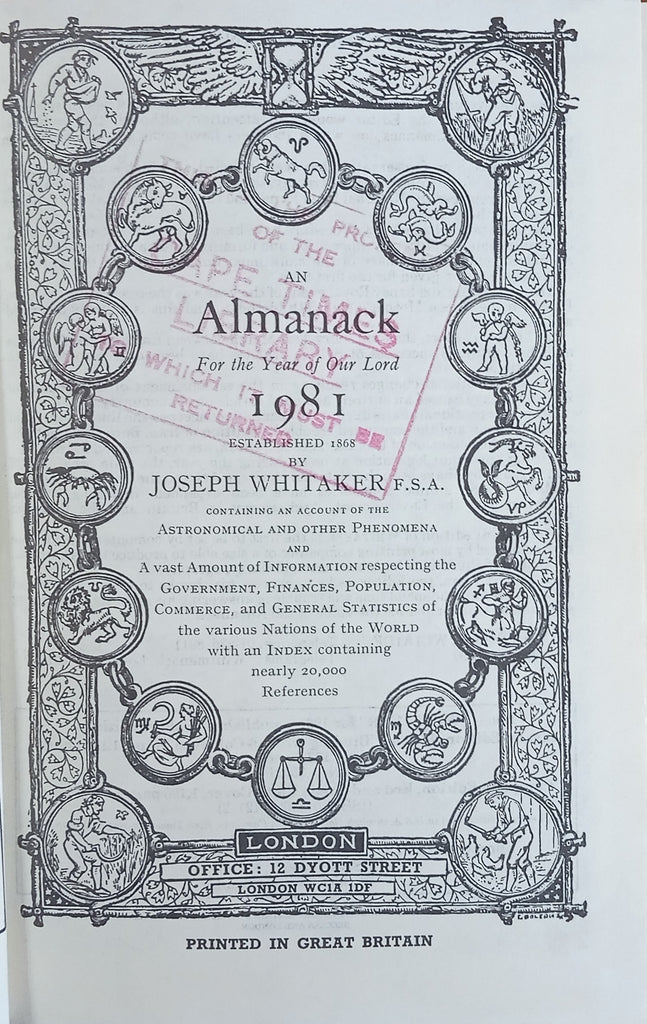 AN
Almanack
For the Year of Our Lord
1981
ESTABLISHED 1868
BY
JOSEPH WHITAKER F.S.A.
CONTAINING AN ACCOUNT OF THE
ASTRONOMICAL AND OTHER PHENOMENA
AND
A vast Amount of INFORMATION respecting the
GOVERNMENT, FINANCES, POPULATION,
COMMERCE, and GENERAL STATISTICS of
the various Nations of the WORLD
with an INDEX containing
nearly 20,000
References
OF THE
CAPE TIMES
LIBRARY
TO WHICH IT MUST BE
RETURNED
LONDON
OFFICE: 12 DYOTT STREET
LONDON WC1A 1DF
PRINTED IN GREAT BRITAIN